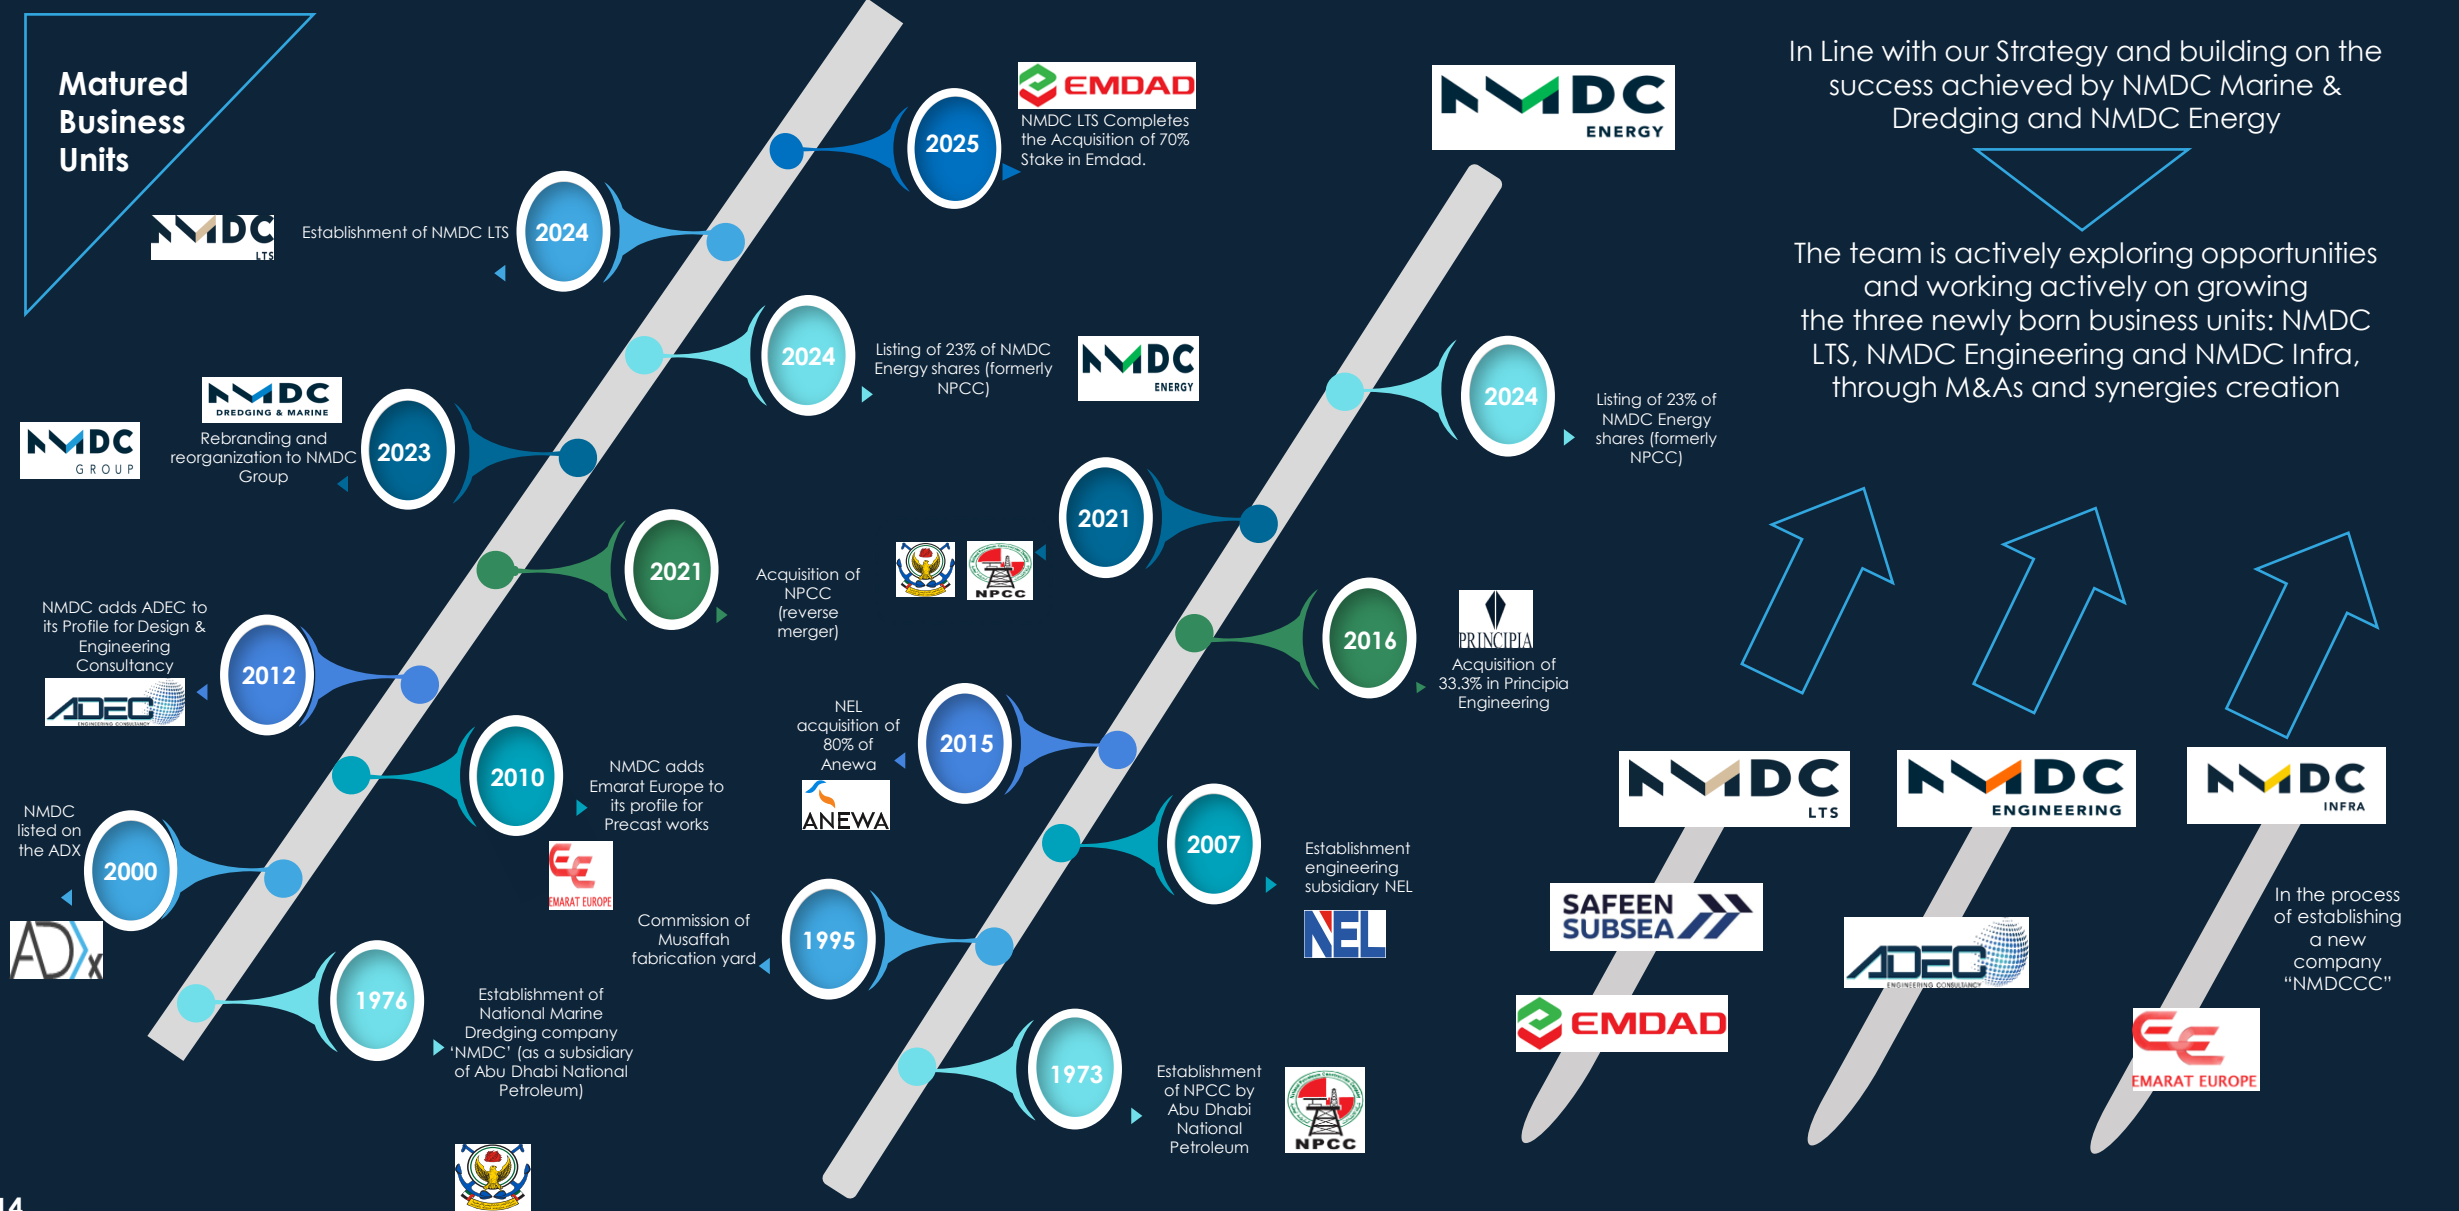 Matured
Business
Units
2025
EMDAD
NMDC LTS Completes
the Acquisition of 70%
Stake in Emdad.
NMDC
LTS
Establishment of NMDC LTS
2024
2024
Listing of 23% of NMDC
Energy shares (formerly
NPCC)
NMDC
ENERGY
NMDC
GROUP
NMDC
DREDGING & MARINE
Rebranding and
reorganization to NMDC
Group
2023
2021
Acquisition of
NPCC
(reverse
merger)
NMDC adds ADEC to
its Profile for Design &
Engineering
Consultancy
ADEC
ENGINEERING CONSULTANCY
2012
2010
NMDC adds
Emarat Europe to
its profile for
Precast works
EE
EMARAT EUROPE
NMDC
listed on
the ADX
ADX
2000
1976
Establishment of
National Marine
Dredging company
‘NMDC’ (as a subsidiary
of Abu Dhabi National
Petroleum)
NMDC
ENERGY
2024
Listing of 23% of
NMDC Energy
shares (formerly
NPCC)
NPCC
2021
2016
PRINCIPIA
Acquisition of
33.3% in Principia
Engineering
NEL
acquisition of
80% of
Anewa
ANEWA
2015
2007
Establishment
engineering
subsidiary NEL
NEL
Commission of
Musaffah
fabrication yard
1995
1973
Establishment
of NPCC by
Abu Dhabi
National
Petroleum
NPCC
In Line with our Strategy and building on the
success achieved by NMDC Marine &
Dredging and NMDC Energy
The team is actively exploring opportunities
and working actively on growing
the three newly born business units: NMDC
LTS, NMDC Engineering and NMDC Infra,
through M&As and synergies creation
NMDC
LTS
SAFEEN
SUBSEA
EMDAD
NMDC
ENGINEERING
ADEC
ENGINEERING CONSULTANCY
NMDC
INFRA
In the process
of establishing
a new
company
“NMDCCC”
EE
EMARAT EUROPE
14